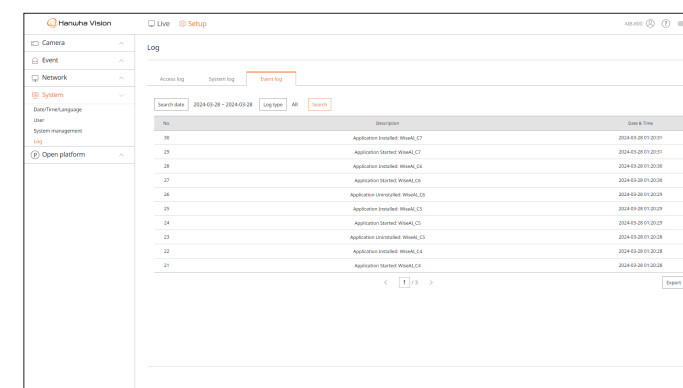 Hanwha Vision
Live Setup
AIB-800
Camera
Event
Network
System
Date/Time/Language
User
System management
Log
Open platform
Log
Access log System log Event log
Search date 2024-03-28 ~ 2024-03-28 Log type All Search
No. Description Date & Time
30 Application Installed: WiseAI_C7 2024-03-28 01:20:31
29 Application Started: WiseAI_C7 2024-03-28 01:20:31
28 Application Installed: WiseAI_C6 2024-03-28 01:20:30
27 Application Started: WiseAI_C6 2024-03-28 01:20:30
26 Application Uninstalled: WiseAI_C6 2024-03-28 01:20:29
25 Application Installed: WiseAI_C5 2024-03-28 01:20:29
24 Application Started: WiseAI_C5 2024-03-28 01:20:29
23 Application Uninstalled: WiseAI_C5 2024-03-28 01:20:28
22 Application Installed: WiseAI_C4 2024-03-28 01:20:28
21 Application Started: WiseAI_C4 2024-03-28 01:20:28
< 1 / 3 >
Export